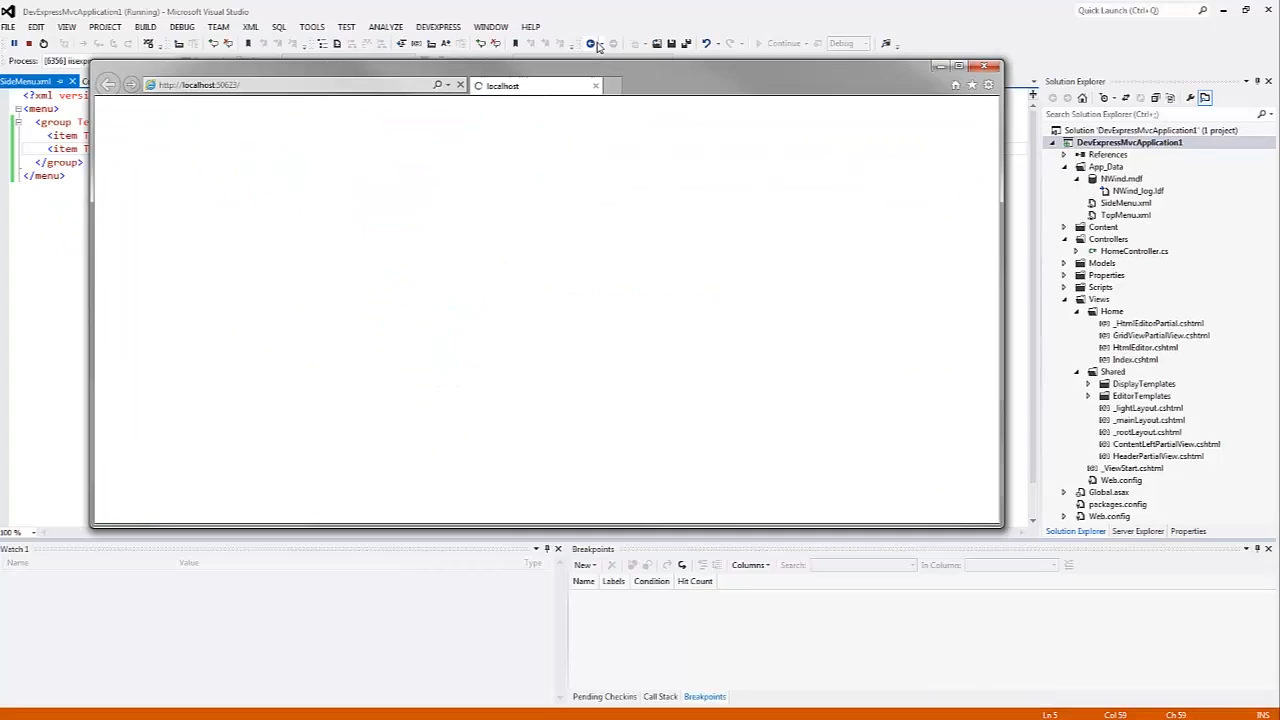 DevExpressMvcApplication1 (Running) - Microsoft Visual Studio
Quick Launch (Ctrl+Q)
FILE EDIT VIEW PROJECT BUILD DEBUG TEAM XML SQL TOOLS TEST ANALYZE DEVEXPRESS WINDOW HELP
Continue Debug
Process: [6356] iisexp
SideMenu.xml
http://localhost:50623/
localhost
<?xml versi
<menu>
<group Te
<item T
<item T
</group>
</menu>
100 %
Solution Explorer
Search Solution Explorer (Ctrl+;)
Solution 'DevExpressMvcApplication1' (1 project)
DevExpressMvcApplication1
References
App_Data
NWind.mdf
NWind_log.ldf
SideMenu.xml
TopMenu.xml
Content
Controllers
HomeController.cs
Models
Properties
Scripts
Views
Home
_HtmlEditorPartial.cshtml
GridViewPartialView.cshtml
HtmlEditor.cshtml
Index.cshtml
Shared
DisplayTemplates
EditorTemplates
_lightLayout.cshtml
_mainLayout.cshtml
_rootLayout.cshtml
ContentLeftPartialView.cshtml
HeaderPartialView.cshtml
_ViewStart.cshtml
Web.config
Global.asax
packages.config
Web.config
Solution Explorer Server Explorer Properties
Watch 1
Name Value Type
Breakpoints
New Columns Search: In Column:
Name Labels Condition Hit Count
Pending Checkins Call Stack Breakpoints
Ln 5 Col 59 Ch 59 INS